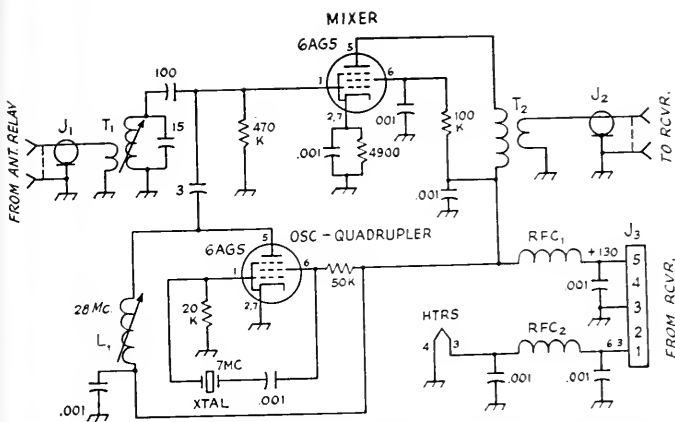 MIXER
6AG5
5
1
6
2,7
100
15
470
K
.001
4900
.001
100
K
.001
FROM ANT. RELAY
J1
T1
T2
J2
TO RCVR.
3
OSC-QUADRUPLER
6AG5
5
1
6
2,7
50K
28 Mc.
L1
20
K
7MC
XTAL
.001
.001
RFC1
+130
J3
5
4
3
2
1
.001
FROM RCVR.
HTRS
4
3
RFC2
6 3
.001
.001